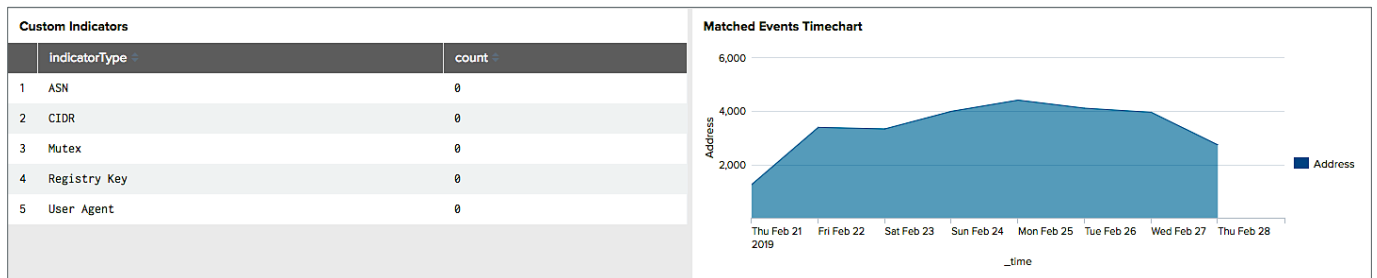 Custom Indicators
indicatorType count
1 ASN 0
2 CIDR 0
3 Mutex 0
4 Registry Key 0
5 User Agent 0
Matched Events Timechart
6,000
4,000
2,000
Address
Thu Feb 21 Fri Feb 22 Sat Feb 23 Sun Feb 24 Mon Feb 25 Tue Feb 26 Wed Feb 27 Thu Feb 28
2019
_time
Address